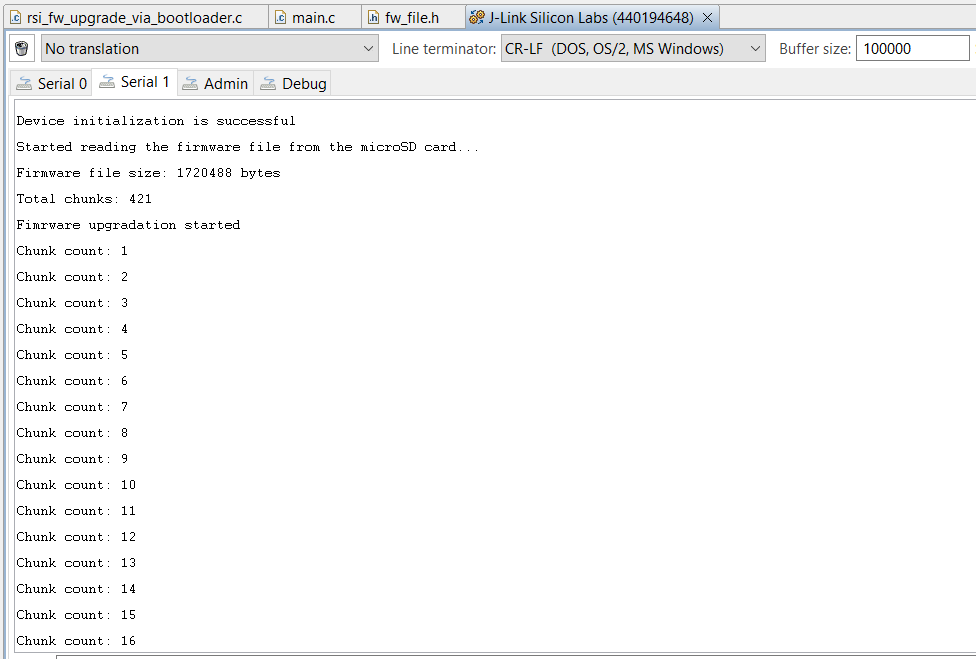 rsi_fw_upgrade_via_bootloader.c main.c fw_file.h J-Link Silicon Labs (440194648)
No translation Line terminator: CR-LF (DOS, OS/2, MS Windows) Buffer size: 100000
Serial 0 Serial 1 Admin Debug
Device initialization is successful
Started reading the firmware file from the microSD card...
Firmware file size: 1720488 bytes
Total chunks: 421
Fimrware upgradation started
Chunk count: 1
Chunk count: 2
Chunk count: 3
Chunk count: 4
Chunk count: 5
Chunk count: 6
Chunk count: 7
Chunk count: 8
Chunk count: 9
Chunk count: 10
Chunk count: 11
Chunk count: 12
Chunk count: 13
Chunk count: 14
Chunk count: 15
Chunk count: 16